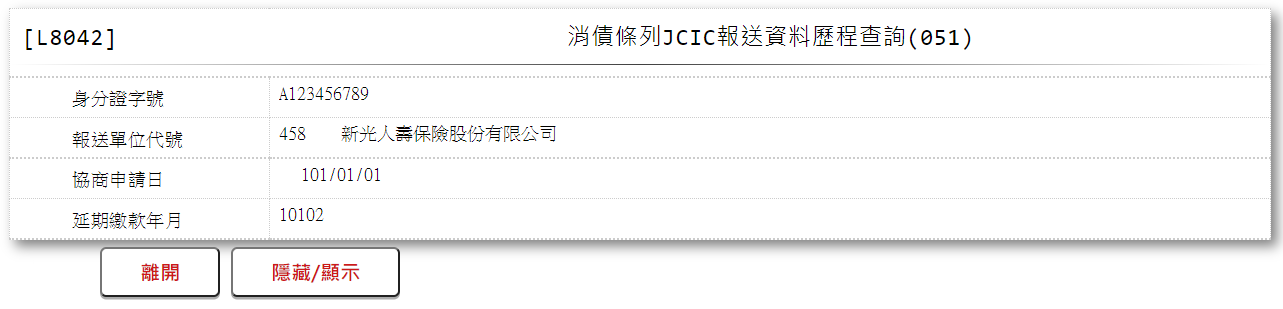 [L8042] 消債條列JCIC報送資料歷程查詢(051)
身分證字號 A123456789
報送單位代號 458 新光人壽保險股份有限公司
協商申請日 101/01/01
延期繳款年月 10102
離開 隱藏/顯示